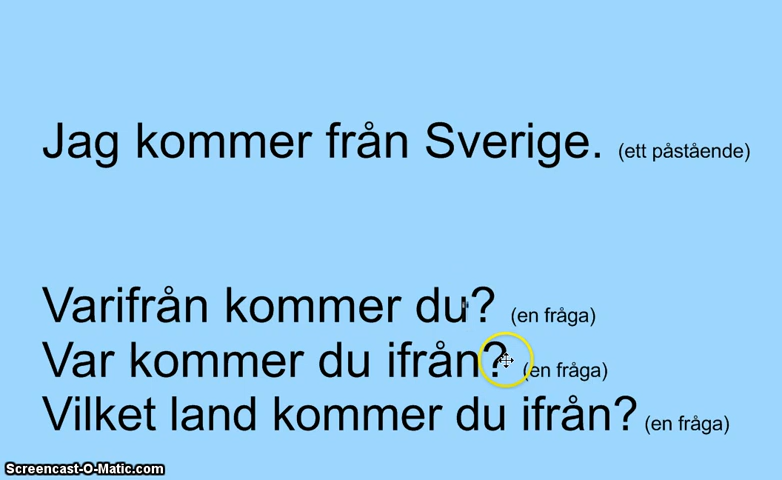 Jag kommer från Sverige. (ett påstående)
Varifrån kommer du? (en fråga)
Var kommer du ifrån? (en fråga)
Vilket land kommer du ifrån? (en fråga)
Screencast-O-Matic.com